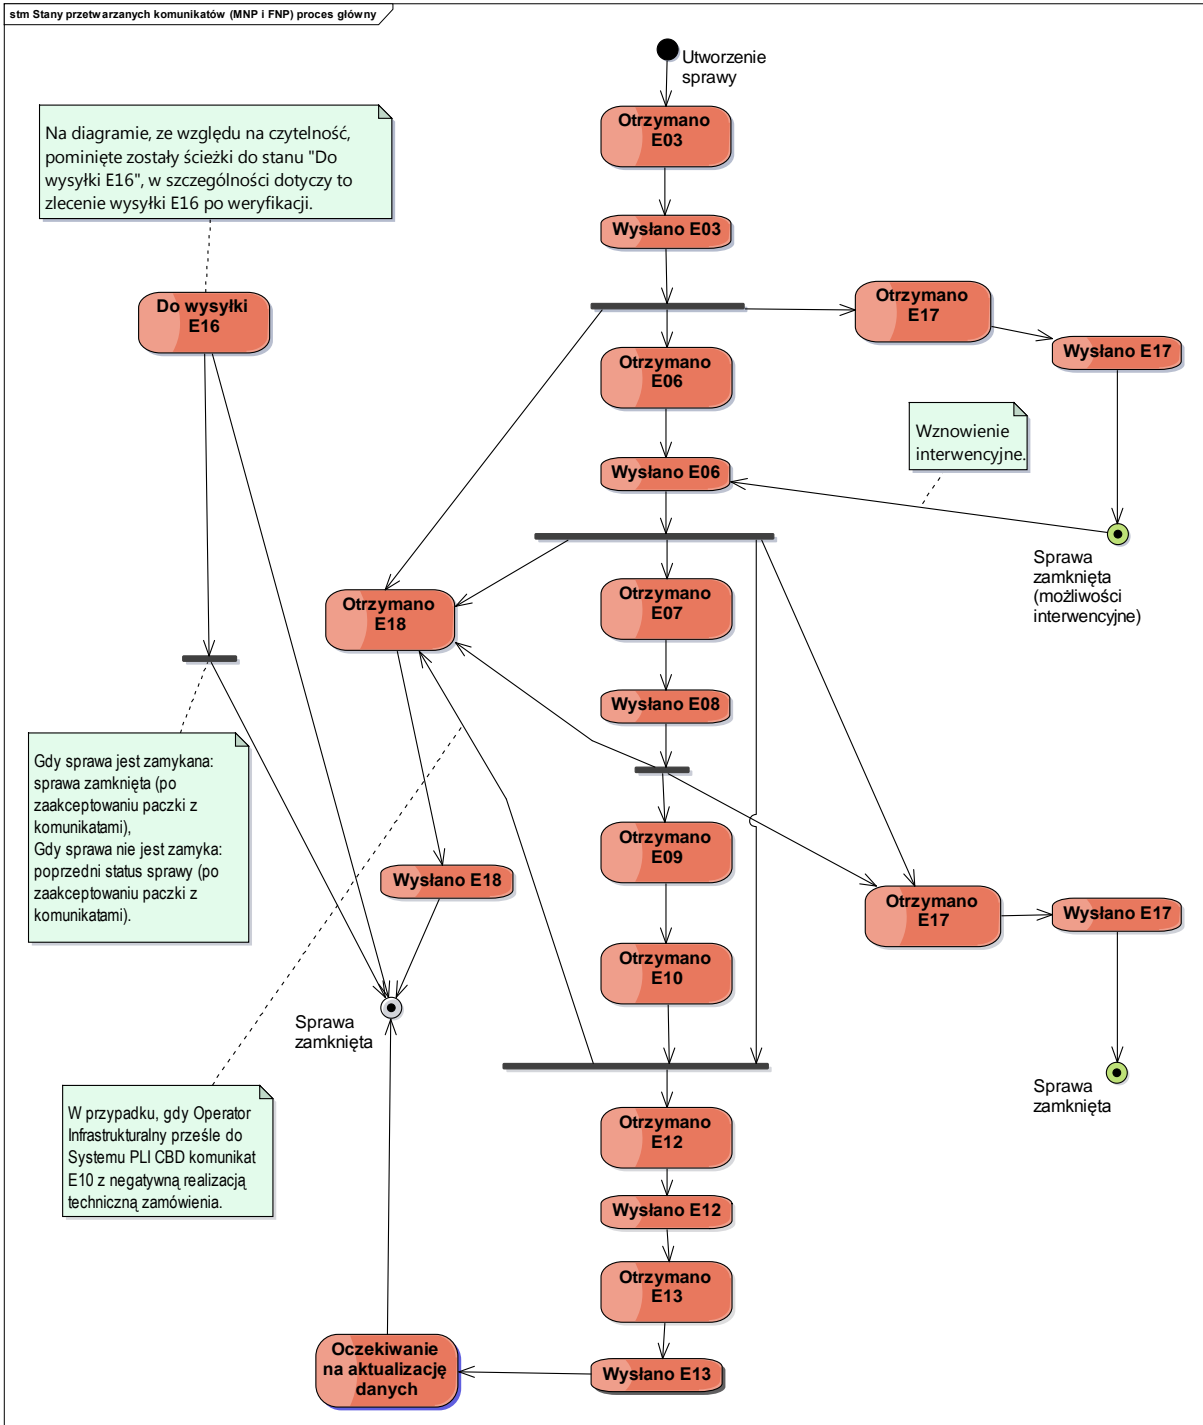 stm Stany przetwarzanych komunikatów (MNP i FNP) proces główny
Utworzenie
sprawy
Otrzymano
E03
Na diagramie, ze względu na czytelność,
pominięte zostały ścieżki do stanu "Do
wysyłki E16", w szczególności dotyczy to
zlecenie wysyłki E16 po weryfikacji.
Wysłano E03
Do wysyłki
E16
Otrzymano
E17
Wysłano E17
Otrzymano
E06
Wznowienie
interwencyjne.
Wysłano E06
Sprawa
zamknięta
(możliwości
interwencyjne)
Otrzymano
E18
Otrzymano
E07
Wysłano E08
Gdy sprawa jest zamykana:
sprawa zamknięta (po
zaakceptowaniu paczki z
komunikatami),
Gdy sprawa nie jest zamyka:
poprzedni status sprawy (po
zaakceptowaniu paczki z
komunikatami).
Otrzymano
E09
Wysłano E18
Otrzymano
E17
Wysłano E17
Otrzymano
E10
Sprawa
zamknięta
Sprawa
zamknięta
W przypadku, gdy Operator
Infrastrukturalny prześle do
Systemu PLI CBD komunikat
E10 z negatywną realizacją
techniczną zamówienia.
Otrzymano
E12
Wysłano E12
Otrzymano
E13
Oczekiwanie
na aktualizację
danych
Wysłano E13